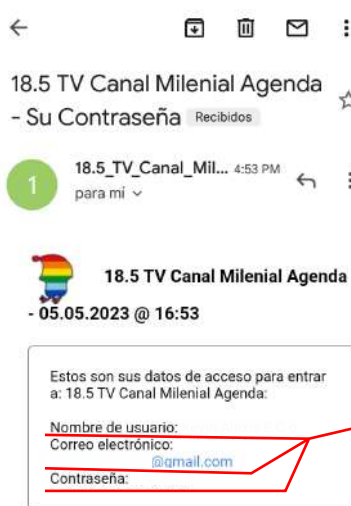 18.5 TV Canal Milenial Agenda
- Su Contraseña Recibidos
1
18.5_TV_Canal_Mil... 4:53 PM
para mí
18.5 TV Canal Milenial Agenda
- 05.05.2023 @ 16:53
Estos son sus datos de acceso para entrar
a: 18.5 TV Canal Milenial Agenda:
Nombre de usuario:
Correo electrónico:
@gmail.com
Contraseña: